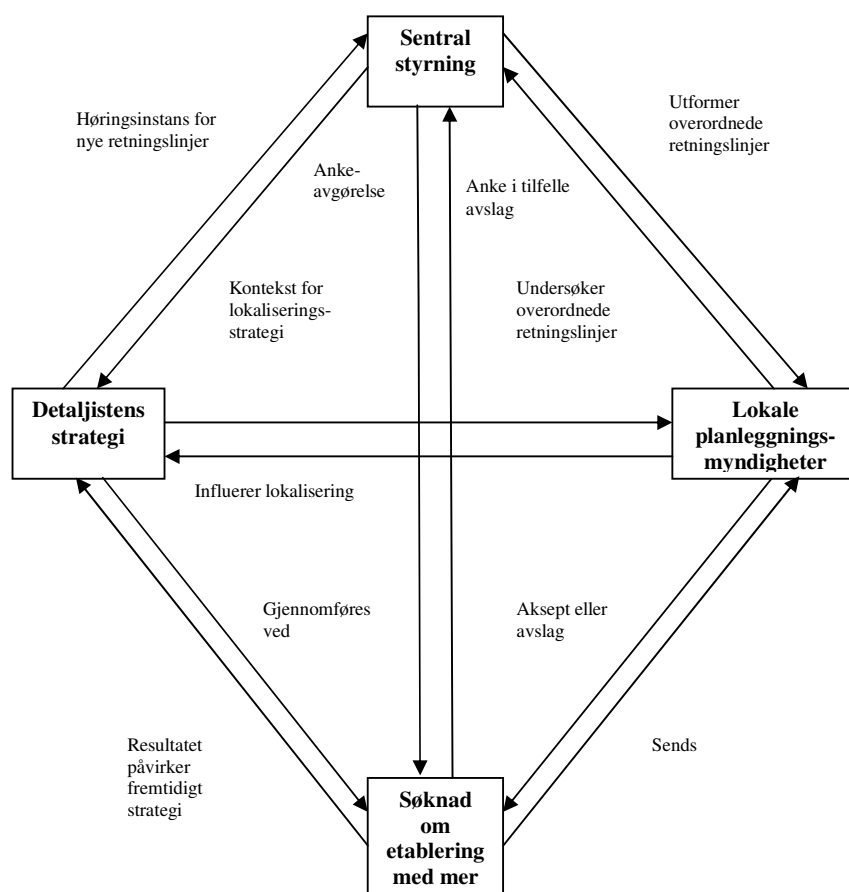 Sentral
styrning
Høringsinstans for
nye retningslinjer
Utformer
overordnede
retningslinjer
Anke-
avgørelse
Anke i tilfelle
avslag
Kontekst for
lokaliserings-
strategi
Undersøker
overordnede
retningslinjer
Detaljistens
strategi
Lokale
planleggnings-
myndigheter
Influerer lokalisering
Gjennomføres
ved
Aksept eller
avslag
Resultatet
påvirker
fremtidigt
strategi
Sends
Søknad
om
etablering
med mer